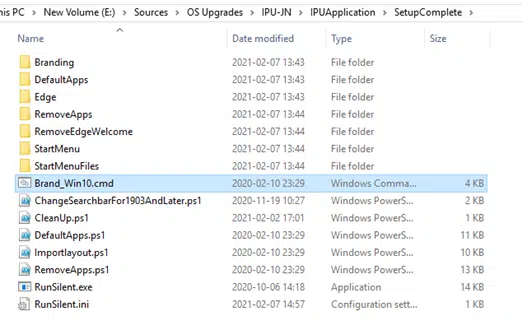 his PC > New Volume (E:) > Sources > OS Upgrades > IPU-JN > IPUApplication > SetupComplete >
Name Date modified Type Size
Branding 2021-02-07 13:43 File folder
DefaultApps 2021-02-07 13:43 File folder
Edge 2021-02-07 13:43 File folder
RemoveApps 2021-02-07 13:44 File folder
RemoveEdgeWelcome 2021-02-07 13:44 File folder
StartMenu 2021-02-07 13:44 File folder
StartMenuFiles 2021-02-07 13:44 File folder
Brand_Win10.cmd 2020-02-10 23:29 Windows Comma... 4 KB
ChangeSearchbarFor1903AndLater.ps1 2020-11-19 10:27 Windows PowerS... 2 KB
CleanUp.ps1 2021-02-02 17:01 Windows PowerS... 1 KB
DefaultApps.ps1 2020-02-10 23:29 Windows PowerS... 11 KB
Importlayout.ps1 2020-02-10 23:29 Windows PowerS... 10 KB
RemoveApps.ps1 2020-02-10 23:29 Windows PowerS... 13 KB
RunSilent.exe 2020-10-06 14:18 Application 14 KB
RunSilent.ini 2021-02-07 14:57 Configuration sett... 1 KB